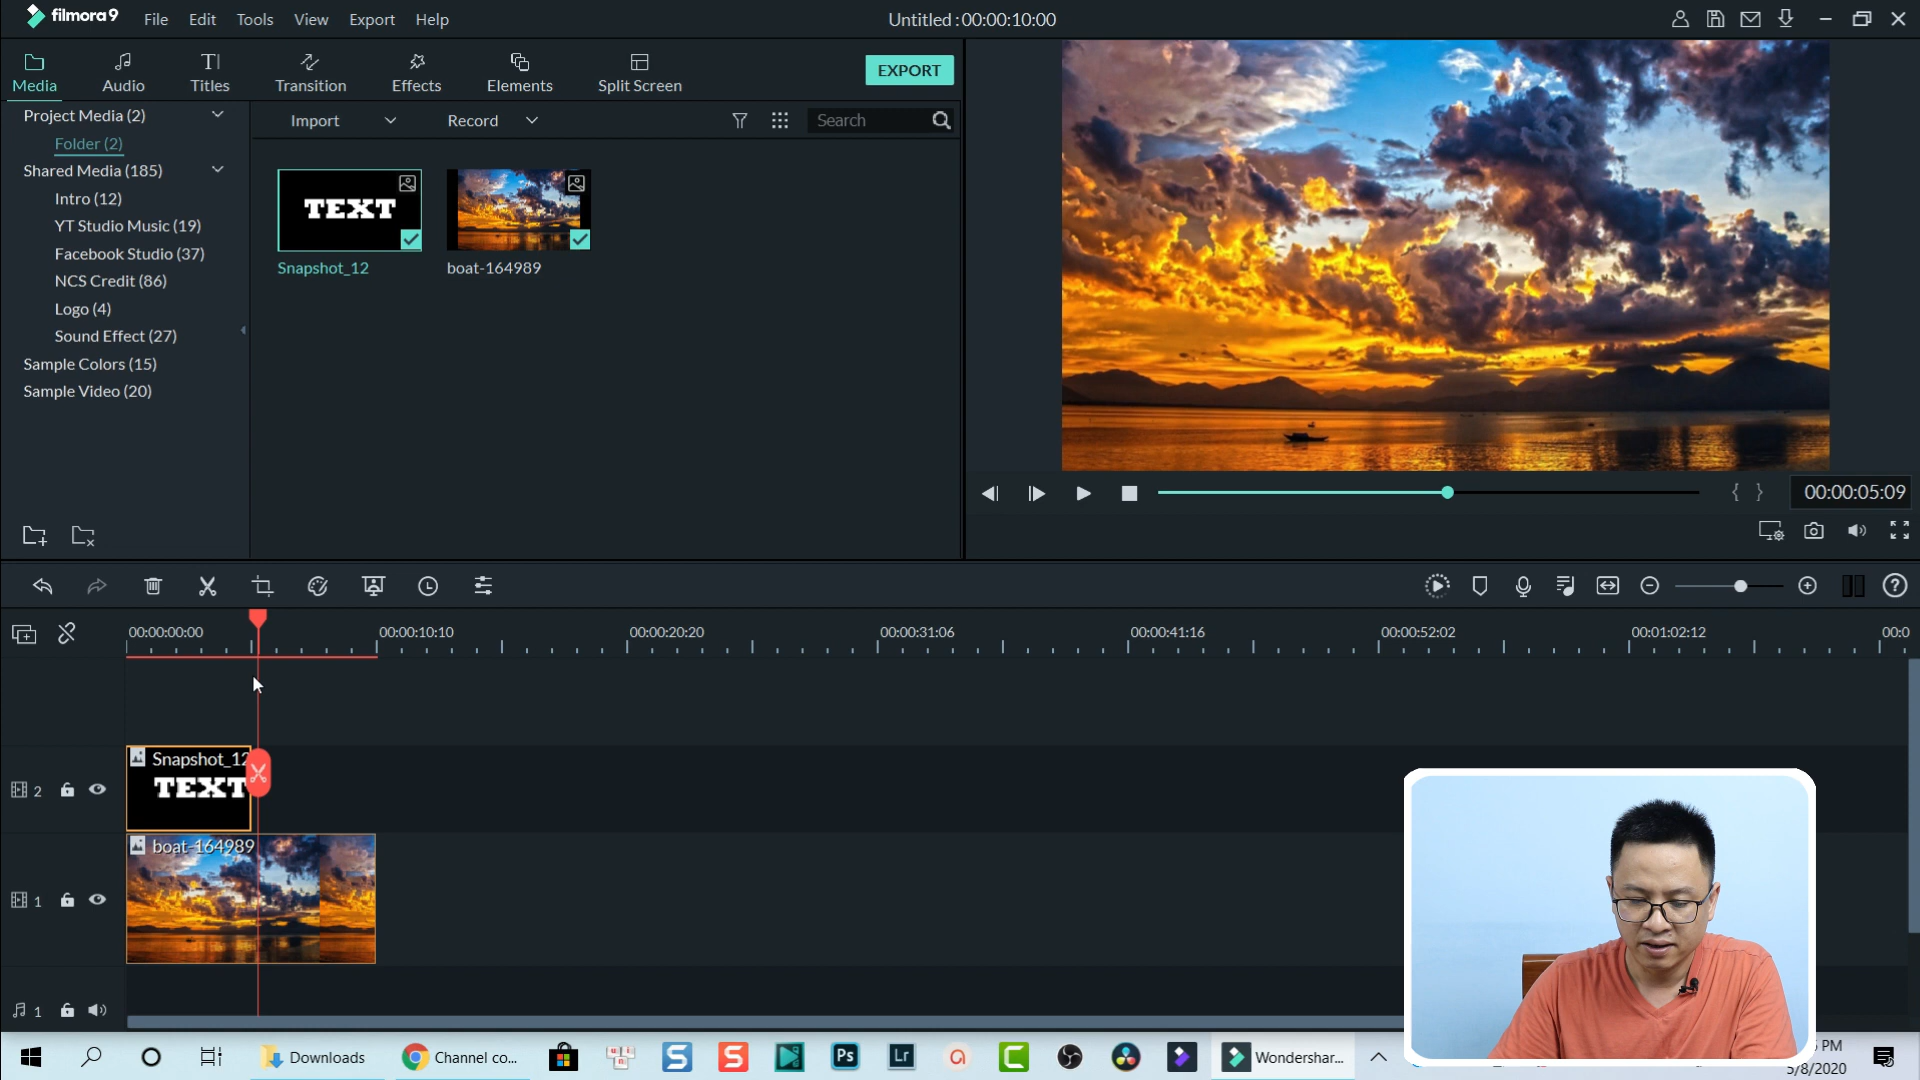 filmora9
File Edit Tools View Export Help
Untitled : 00:00:10:00
Media
Audio
Titles
Transition
Effects
Elements
Split Screen
EXPORT
Project Media (2)
Folder (2)
Shared Media (185)
Intro (12)
YT Studio Music (19)
Facebook Studio (37)
NCS Credit (86)
Logo (4)
Sound Effect (27)
Sample Colors (15)
Sample Video (20)
Import
Record
Search
TEXT
Snapshot_12
boat-164989
{ }
00:00:05:09
00:00:00:00
00:00:10:10
00:00:20:20
00:00:31:06
00:00:41:16
00:00:52:02
00:01:02:12
00:0
2
Snapshot_12
TEXT
1
boat-164989
1
Downloads
Channel co...
S
S
Ps
Lr
C
Wondershar...
PM
5/8/2020